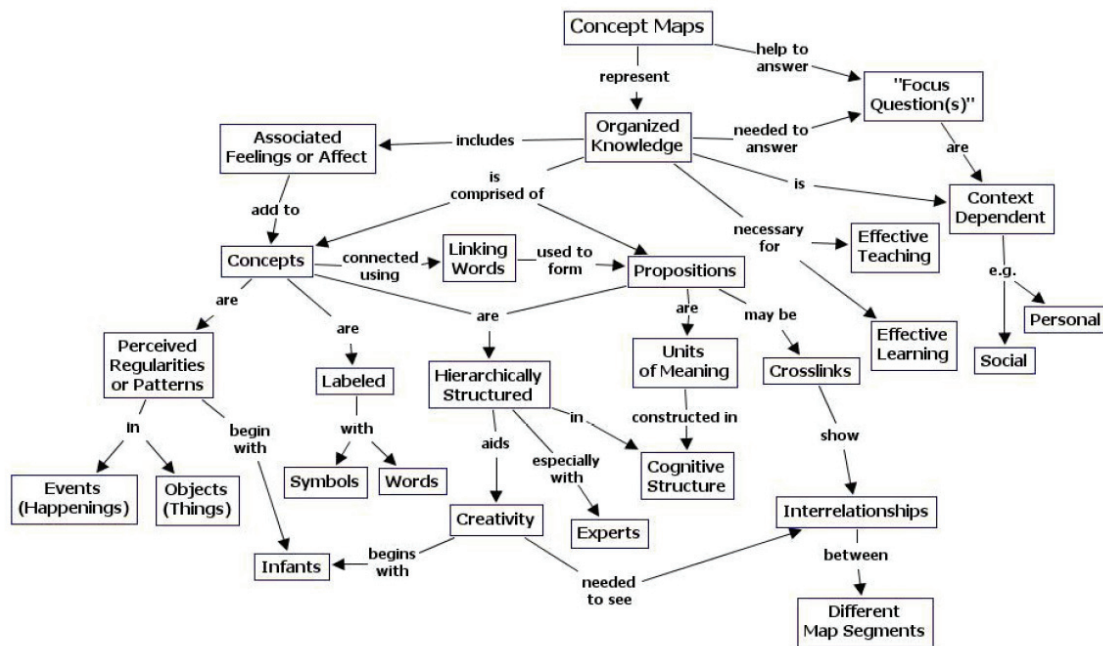 Concept Maps
help to
answer
represent
"Focus
Question(s)"
Associated
Feelings or Affect
includes
Organized
Knowledge
needed to
answer
are
is
comprised of
is
Context
Dependent
add to
necessary
for
Effective
Teaching
Concepts
connected
using
Linking
Words
used to
form
Propositions
e.g.
are
are
are
are
may be
Personal
Perceived
Regularities
or Patterns
Labeled
Hierarchically
Structured
Units
of Meaning
Crosslinks
Effective
Learning
Social
in
begin
with
with
aids
in
constructed in
show
especially
with
Events
(Happenings)
Objects
(Things)
Symbols
Words
Cognitive
Structure
Creativity
Experts
Interrelationships
Infants
begins
with
needed
to see
between
Different
Map Segments